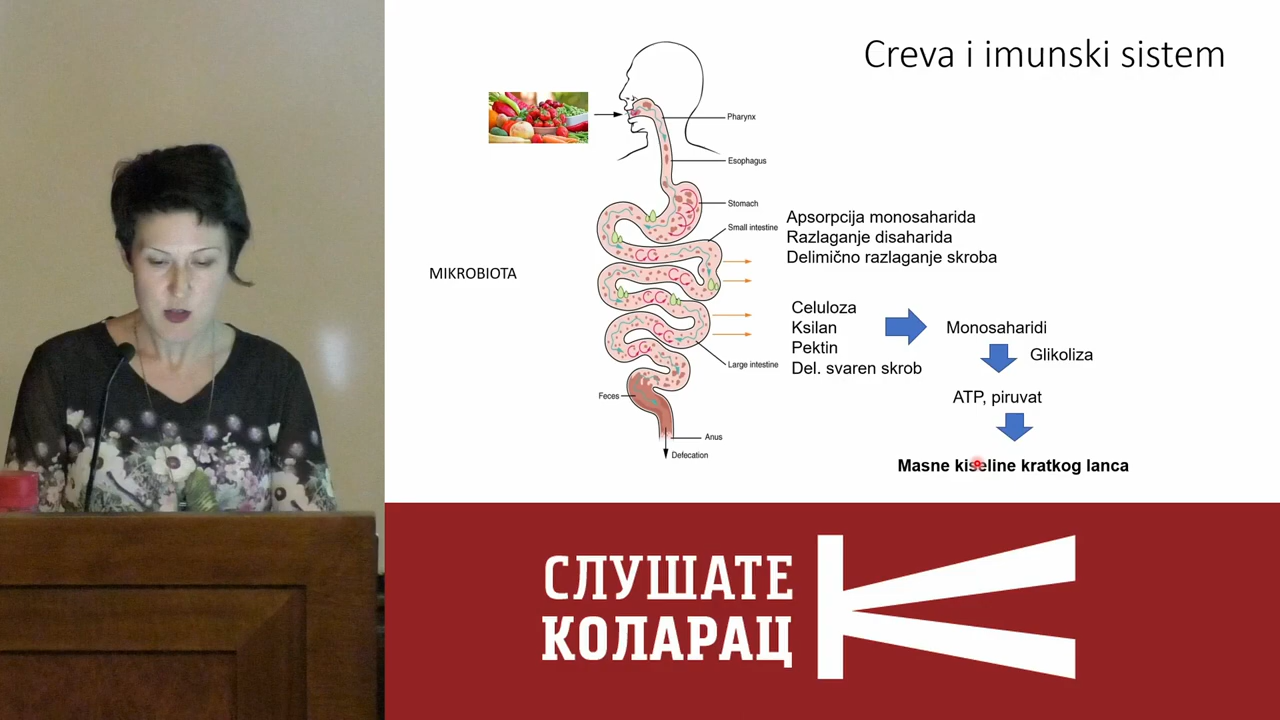 Creva i imunski sistem
Pharynx
Esophagus
Stomach
Small intestine
Apsorpcija monosaharida
Razlaganje disaharida
Delimično razlaganje skroba
MIKROBIOTA
Celuloza
Ksilan
Pektin
Del. svaren skrob
Monosaharidi
Glikoliza
Large intestine
ATP, piruvat
Feces
Anus
Defecation
Masne kiseline kratkog lanca
СЛУШАТЕ
КОЛАРАЦ